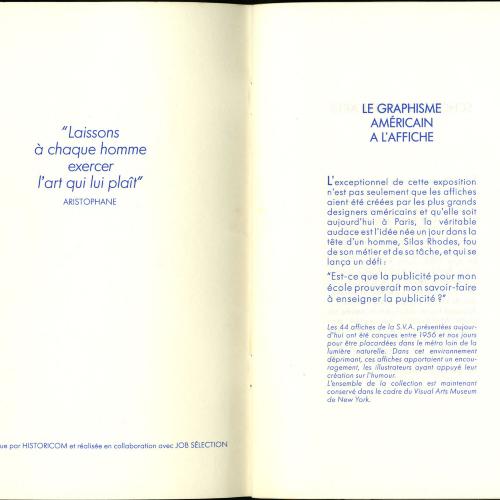 “Laissons
à chaque homme
exercer
l’art qui lui plaît”
ARISTOPHANE
par HISTORICOM et réalisée en collaboration avec JOB SÉLECTION
LE GRAPHISME
AMÉRICAIN
A L’AFFICHE
L’exceptionnel de cette exposition
n’est pas seulement que les affiches
aient été créées par les plus grands
designers américains et qu’elle soit
aujourd’hui à Paris, la véritable
audace est l’idée née un jour dans la
tête d’un homme, Silas Rhodes, fou
de son métier et de sa tâche, et qui se
lança un défi :
“Est-ce que la publicité pour mon
école prouverait mon savoir-faire
à enseigner la publicité ?”
Les 44 affiches de la S.V.A. présentées aujour-
d’hui ont été conçues entre 1956 et nos jours
pour être placardées dans le métro loin de la
lumière naturelle. Dans cet environnement
déprimant, ces affiches apportaient un encou-
ragement, les illustrateurs ayant appuyé leur
création sur l’humour.
L’ensemble de la collection est maintenant
conservé dans le cadre du Visual Arts Museum
de New York.